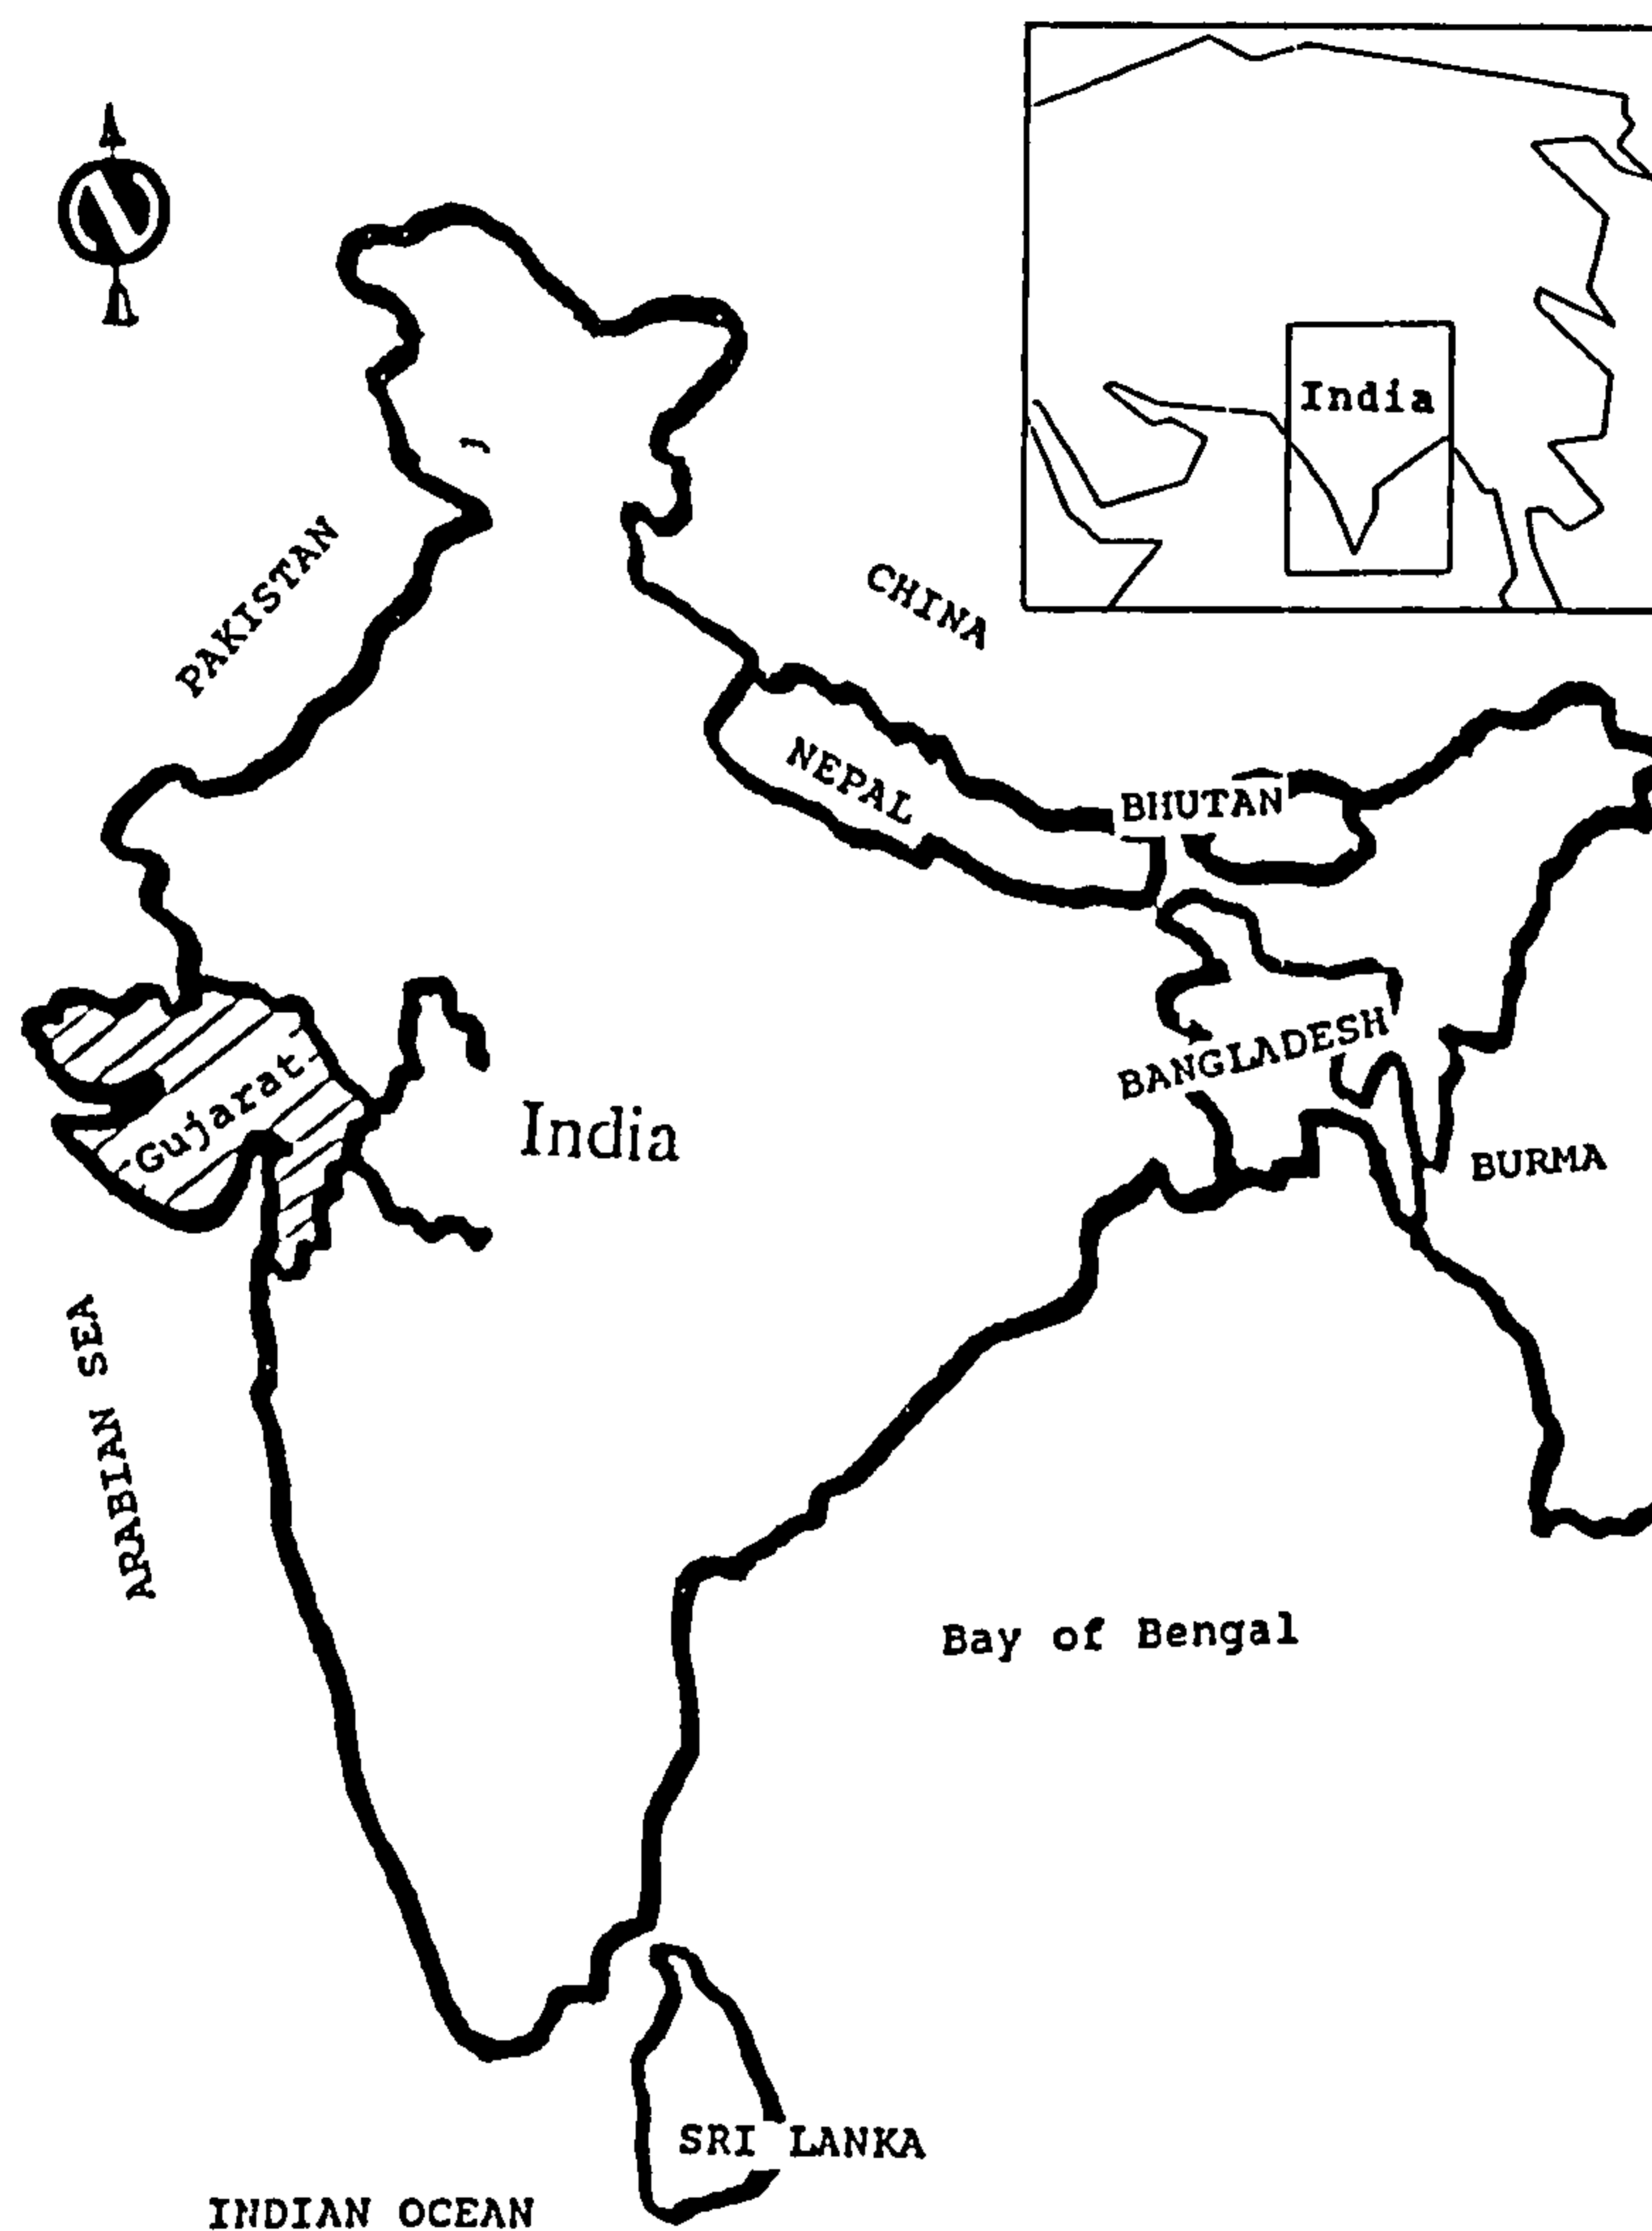 India
PAKISTAN
CHINA
NEPAL
BHUTAN
BANGLADESH
Gujarat
India
BURMA
ARABIAN SEA
Bay of Bengal
SRI LANKA
INDIAN OCEAN